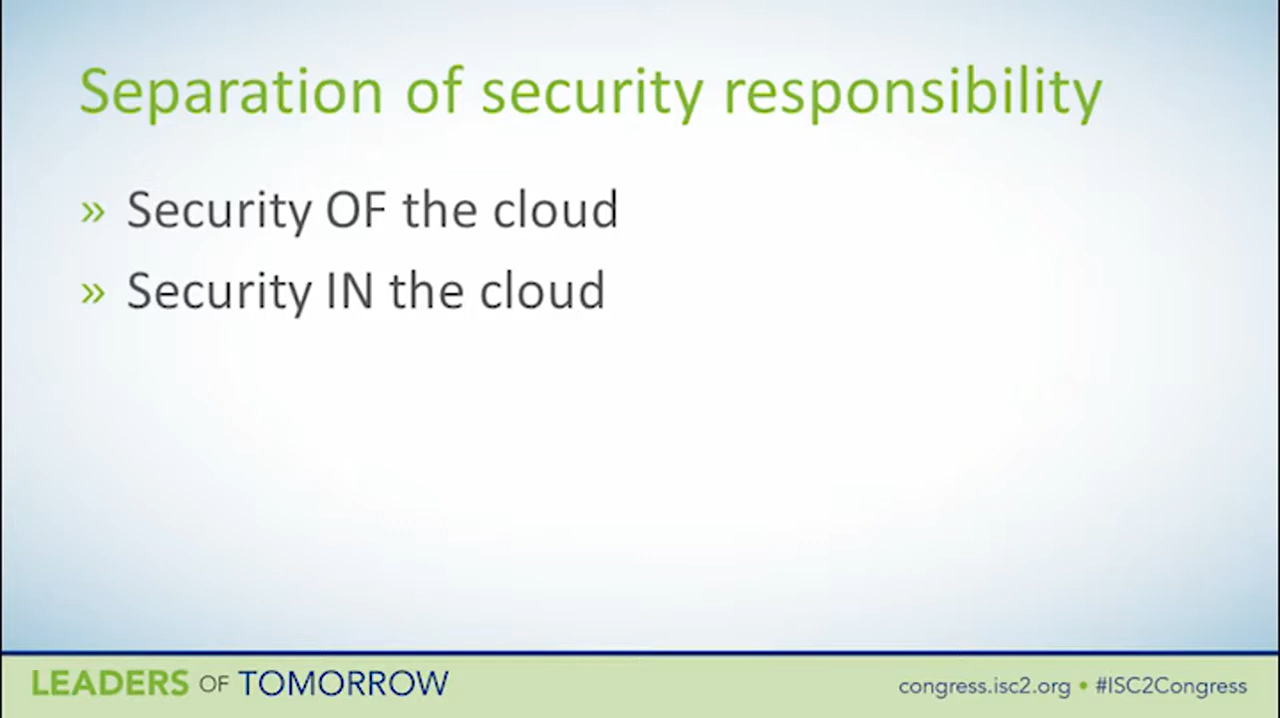 Separation of security responsibility
» Security OF the cloud
» Security IN the cloud
LEADERS OF TOMORROW
congress.isc2.org • #ISC2Congress